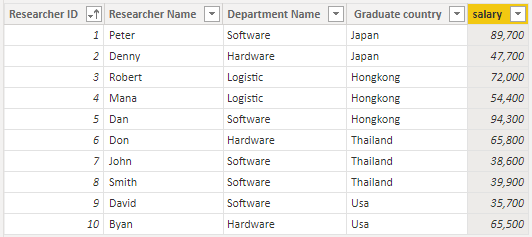 Researcher ID Researcher Name Department Name Graduate country salary
1 Peter Software Japan 89,700
2 Denny Hardware Japan 47,700
3 Robert Logistic Hongkong 72,000
4 Mana Logistic Hongkong 54,400
5 Dan Software Hongkong 94,300
6 Don Hardware Thailand 65,800
7 John Software Thailand 38,600
8 Smith Software Thailand 39,900
9 David Software Usa 35,700
10 Byan Hardware Usa 65,500